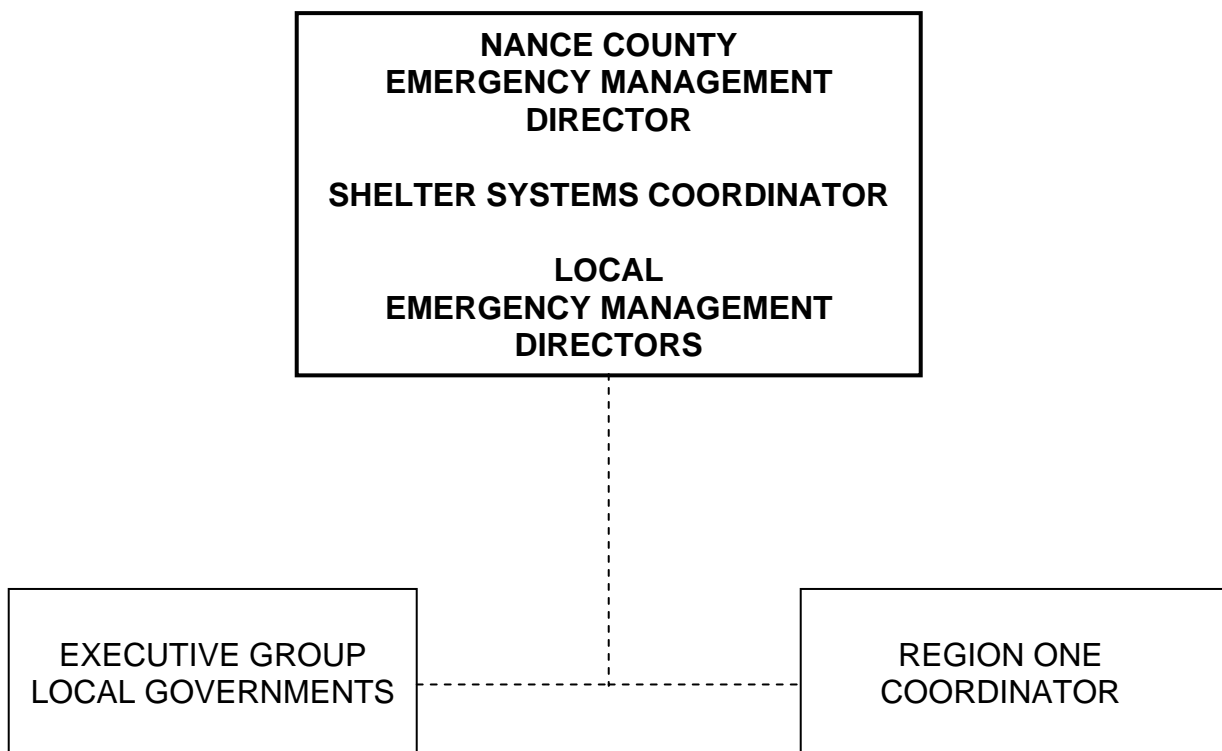 NANCE COUNTY
EMERGENCY MANAGEMENT
DIRECTOR
SHELTER SYSTEMS COORDINATOR
LOCAL
EMERGENCY MANAGEMENT
DIRECTORS
EXECUTIVE GROUP
LOCAL GOVERNMENTS
REGION ONE
COORDINATOR